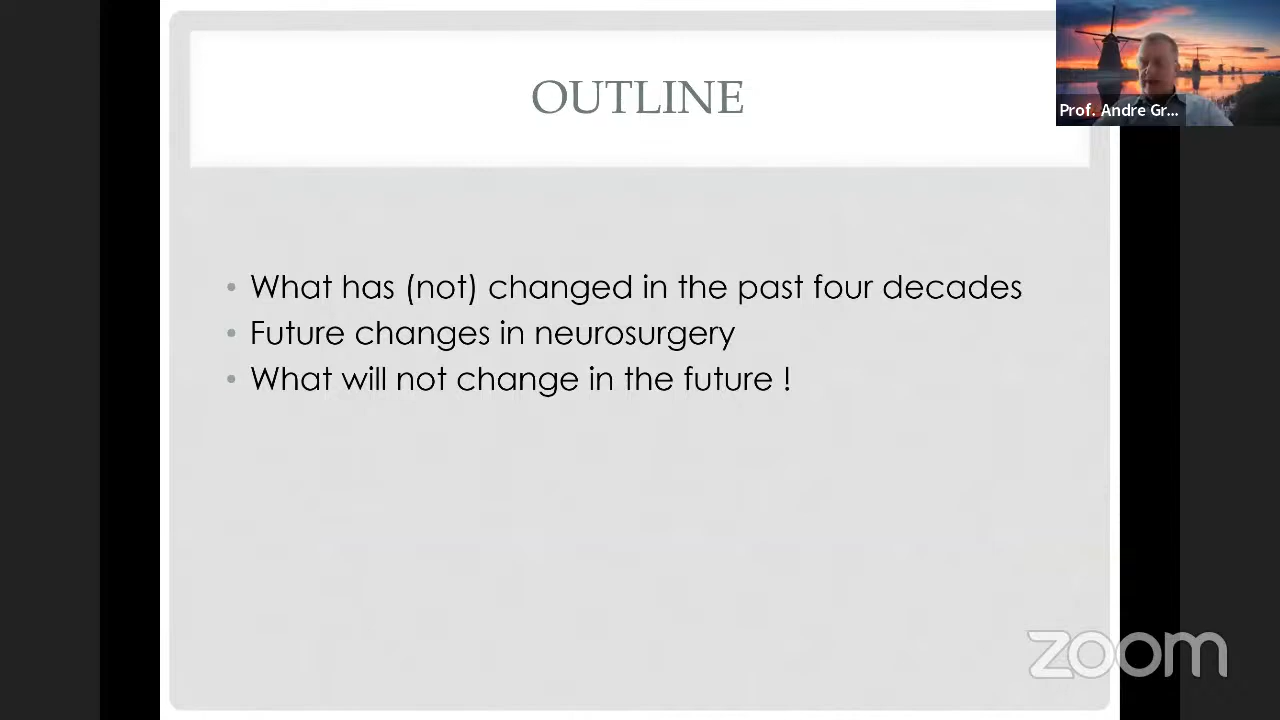 OUTLINE
Prof. Andre Gr...
• What has (not) changed in the past four decades
• Future changes in neurosurgery
• What will not change in the future !
zoom